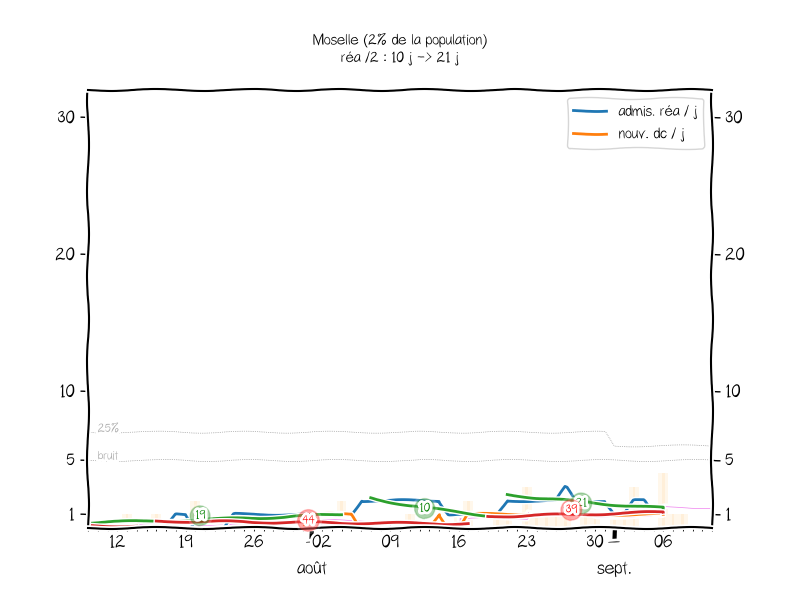 Moselle (2% de la population)
réa /2 : 10 j -> 21 j
admis. réa / j
nouv. dc / j
30 30
20 20
10 10
25%
5 5
bruit
1 1
19 44 10 39 21
12 19 26 02 09 16 23 30 06
août sept.